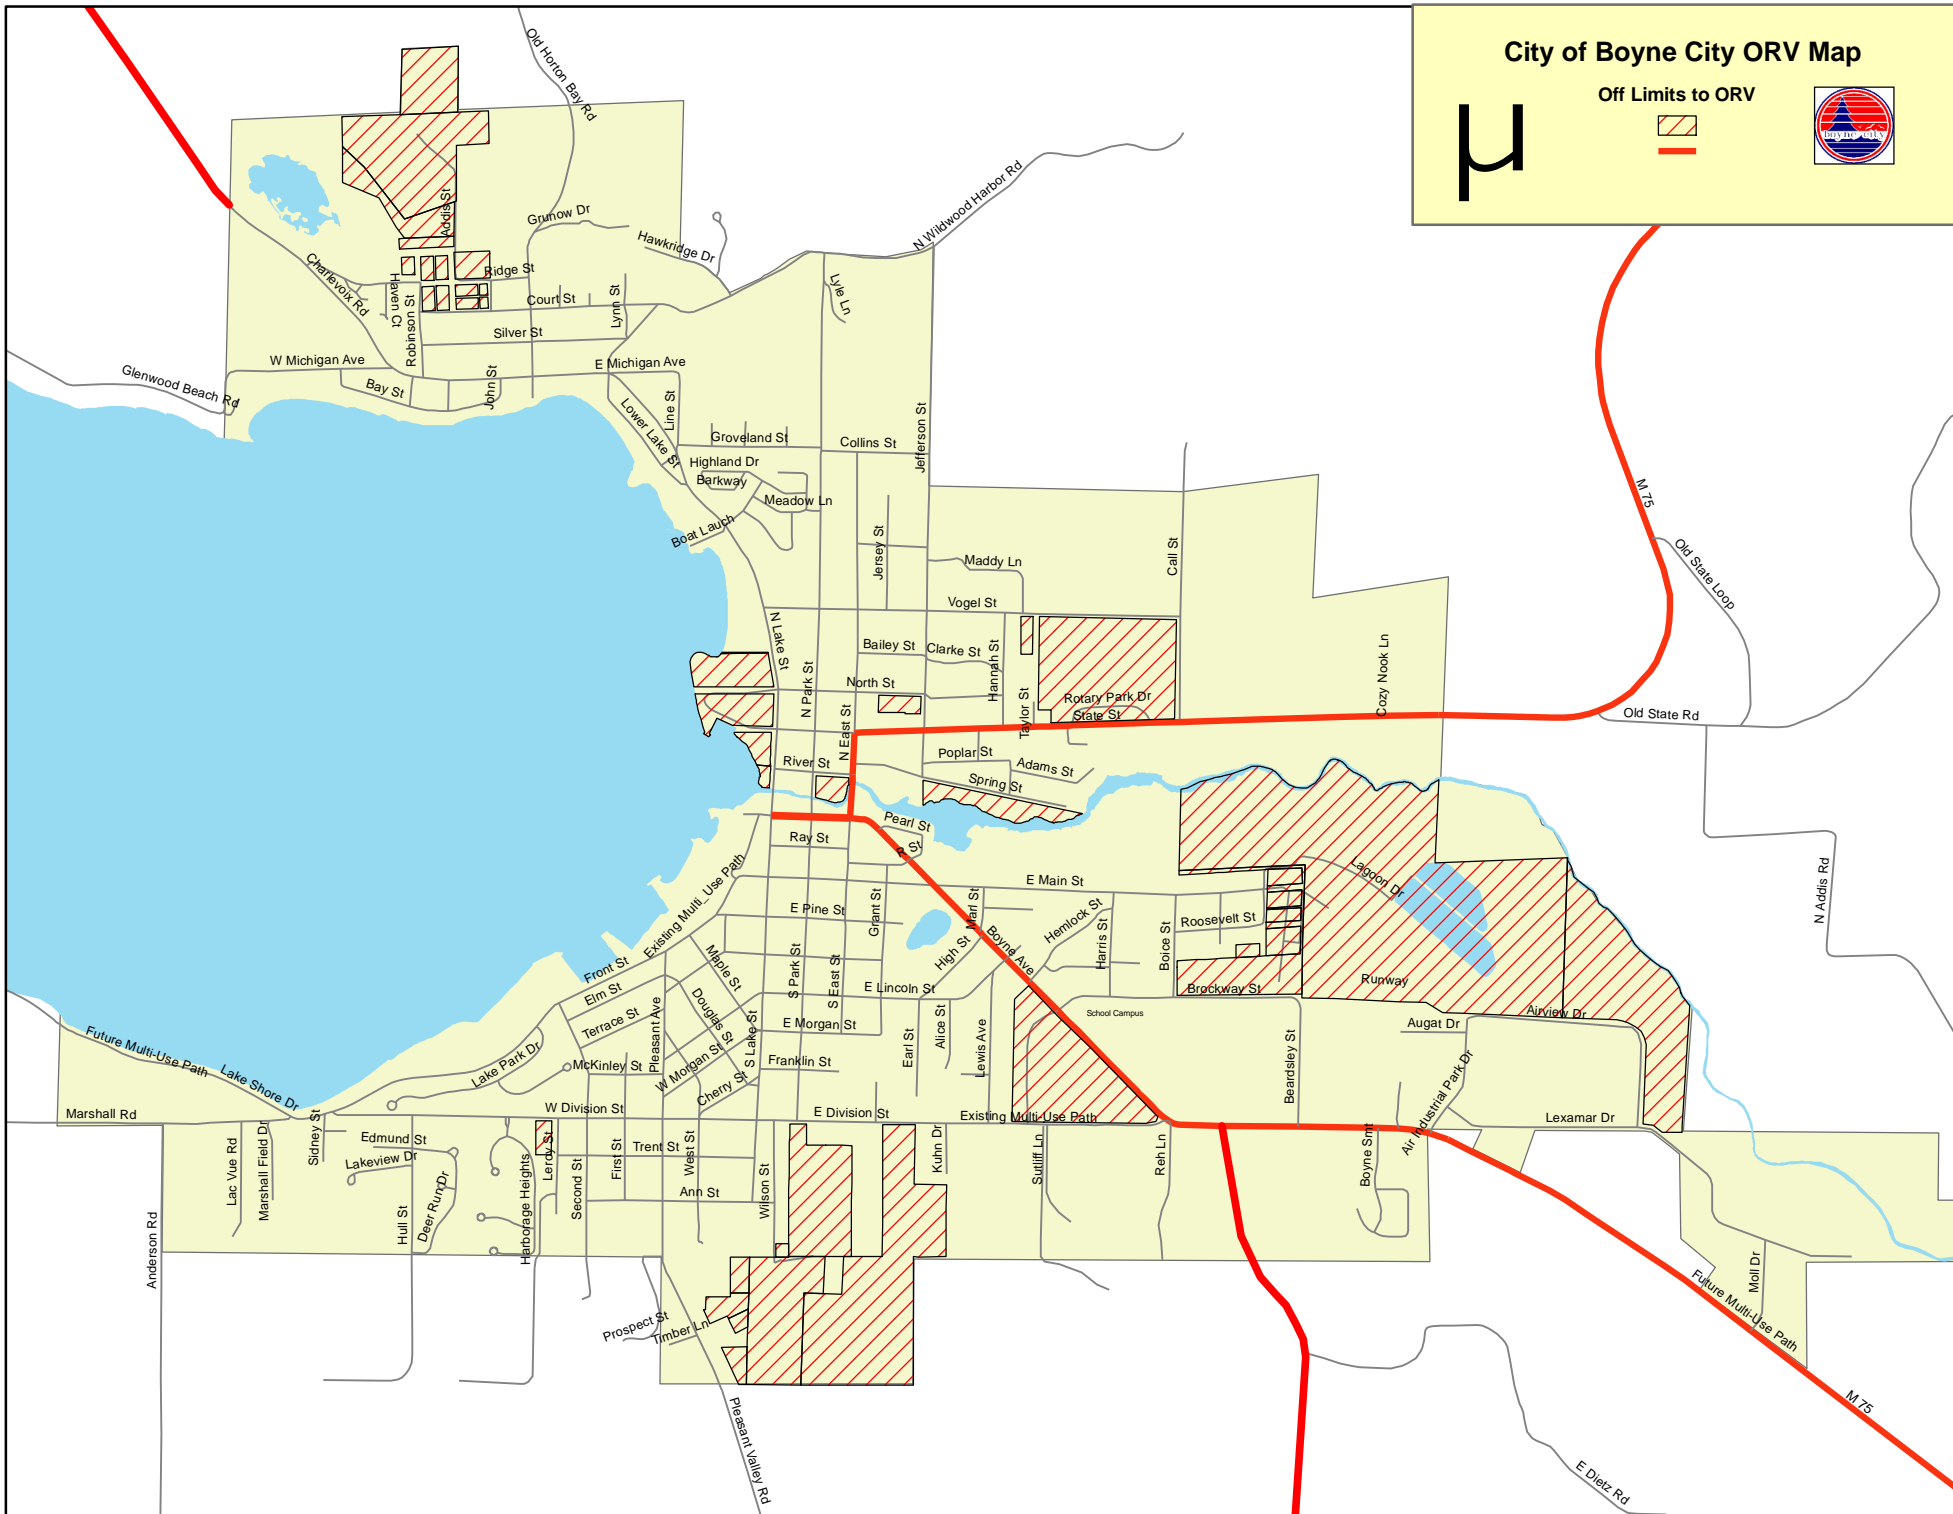 City of Boyne City ORV Map
Off Limits to ORV
µ
boyne city
Old Horton Bay Rd
Addis St
Grunow Dr
Hawkridge Dr
N Wildwood Harbor Rd
Charlevoix Rd
Haven Ct
Robinson St
Ridge St
Court St
Lynn St
Lyle Ln
Silver St
W Michigan Ave
E Michigan Ave
Glenwood Beach Rd
Bay St
John St
Line St
Lower Lake St
Groveland St
Collins St
Jefferson St
Highland Dr
Barkway
Meadow Ln
Boat Lauch
M 75
Jersey St
Maddy Ln
Call St
Old State Loop
Vogel St
N Lake St
Bailey St
Clarke St
Hannah St
Cozy Nook Ln
N Park St
North St
Taylor St
Rotary Park Dr
State St
Old State Rd
N East St
River St
Poplar St
Adams St
Spring St
Pearl St
Ray St
R St
Existing Multi_Use Path
E Main St
Lagoon Dr
N Addis Rd
E Pine St
Grant St
Marl St
Hemlock St
Roosevelt St
Harris St
Boice St
High St
Boyne Ave
Front St
Maple St
S Park St
S East St
Elm St
E Lincoln St
Brockway St
Runway
Terrace St
Pleasant Ave
Douglas St
E Morgan St
School Campus
Airview Dr
Augat Dr
Future Multi-Use Path
Lake Shore Dr
Lake Park Dr
McKinley St
W Morgan St
Cherry St
S Lake St
Franklin St
Earl St
Alice St
Lewis Ave
Beardsley St
Air Industrial Park Dr
Marshall Rd
W Division St
E Division St
Existing Multi-Use Path
Lexamar Dr
Lac Vue Rd
Marshall Field Dr
Sidney St
Edmund St
Lakeview Dr
Hull St
Deer Run Dr
Harborage Heights
Leroy St
Second St
First St
Trent St
West St
Ann St
Wilson St
Kuhn Dr
Sutliff Ln
Reh Ln
Boyne Smt
Anderson Rd
Moll Dr
Future Multi-Use Path
Prospect St
Timber Ln
Pleasant Valley Rd
M 75
E Dietz Rd